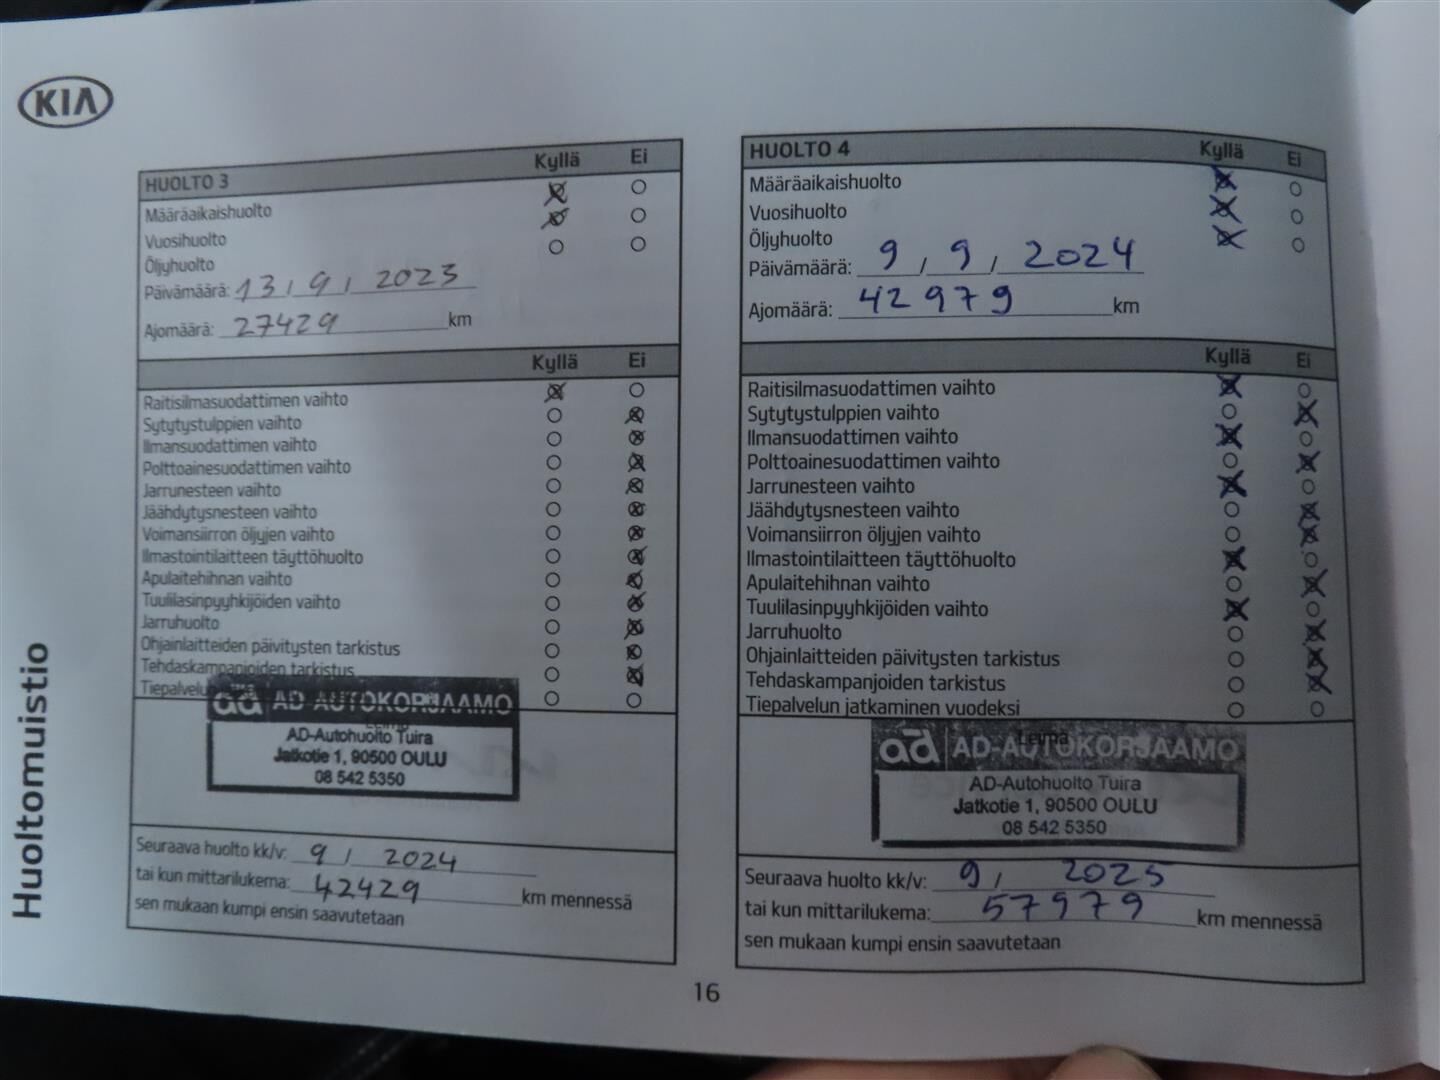 KIA
Huoltomuistio
HUOLTO 3 Kyllä Ei
Määräaikaishuolto
Vuosihuolto
Öljyhuolto
Päivämäärä: 13 / 9 / 2023
Ajomäärä: 27429 km
Kyllä Ei
Raitisilmasuodattimen vaihto
Sytytystulppien vaihto
Ilmansuodattimen vaihto
Polttoainesuodattimen vaihto
Jarrunesteen vaihto
Jäähdytysnesteen vaihto
Voimansiirron öljyjen vaihto
Ilmastointilaitteen täyttöhuolto
Apulaitehihnan vaihto
Tuulilasinpyyhkijöiden vaihto
Jarruhuolto
Ohjainlaitteiden päivitysten tarkistus
Tehdaskampanjoiden tarkistus
Tiepalvelun
Leima
ad AD-AUTOKORJAAMO
AD-Autohuolto Tuira
Jatkotie 1, 90500 OULU
08 542 5350
Seuraava huolto kk/v: 9 / 2024
tai kun mittarilukema: 42429 km mennessä
sen mukaan kumpi ensin saavutetaan
HUOLTO 4 Kyllä Ei
Määräaikaishuolto
Vuosihuolto
Öljyhuolto
Päivämäärä: 9 / 9 / 2024
Ajomäärä: 42979 km
Kyllä Ei
Raitisilmasuodattimen vaihto
Sytytystulppien vaihto
Ilmansuodattimen vaihto
Polttoainesuodattimen vaihto
Jarrunesteen vaihto
Jäähdytysnesteen vaihto
Voimansiirron öljyjen vaihto
Ilmastointilaitteen täyttöhuolto
Apulaitehihnan vaihto
Tuulilasinpyyhkijöiden vaihto
Jarruhuolto
Ohjainlaitteiden päivitysten tarkistus
Tehdaskampanjoiden tarkistus
Tiepalvelun jatkaminen vuodeksi
Leima
ad AD-AUTOKORJAAMO
AD-Autohuolto Tuira
Jatkotie 1, 90500 OULU
08 542 5350
Seuraava huolto kk/v: 9 / 2025
tai kun mittarilukema: 57979 km mennessä
sen mukaan kumpi ensin saavutetaan
16